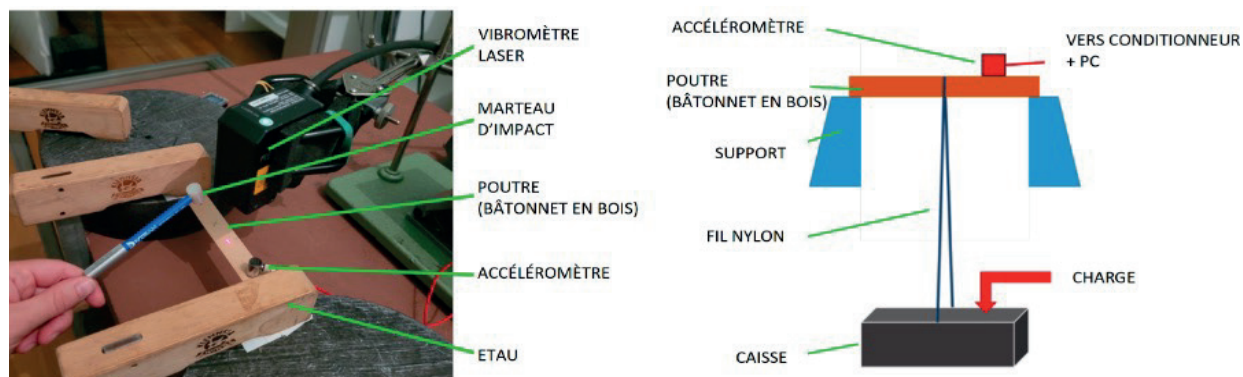 VIBROMÈTRE
LASER
MARTEAU
D'IMPACT
POUTRE
(BÂTONNET EN BOIS)
ACCÉLÉROMÈTRE
ETAU
ACCÉLÉROMÈTRE
VERS CONDITIONNEUR
+ PC
POUTRE
(BÂTONNET EN BOIS)
SUPPORT
FIL NYLON
CHARGE
CAISSE